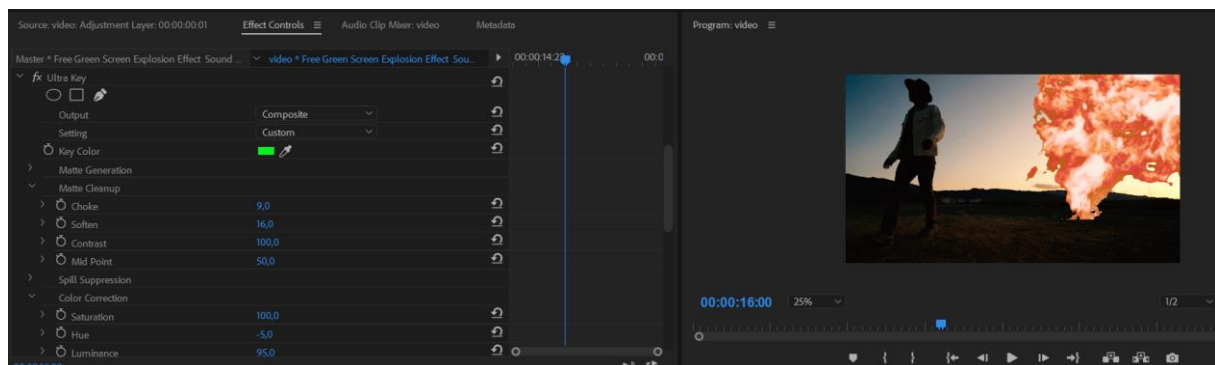 Source: video: Adjustment Layer: 00:00:00:01
Effect Controls
Audio Clip Mixer: video
Metadata
Master * Free Green Screen Explosion Effect Sound ...
video * Free Green Screen Explosion Effect Sou...
00:00:14:23
00:0
fx Ultra Key
Output Composite
Setting Custom
Key Color
Matte Generation
Matte Cleanup
Choke 9,0
Soften 16,0
Contrast 100,0
Mid Point 50,0
Spill Suppression
Color Correction
Saturation 100,0
Hue -5,0
Luminance 95,0
Program: video
00:00:16:00 25% 1/2